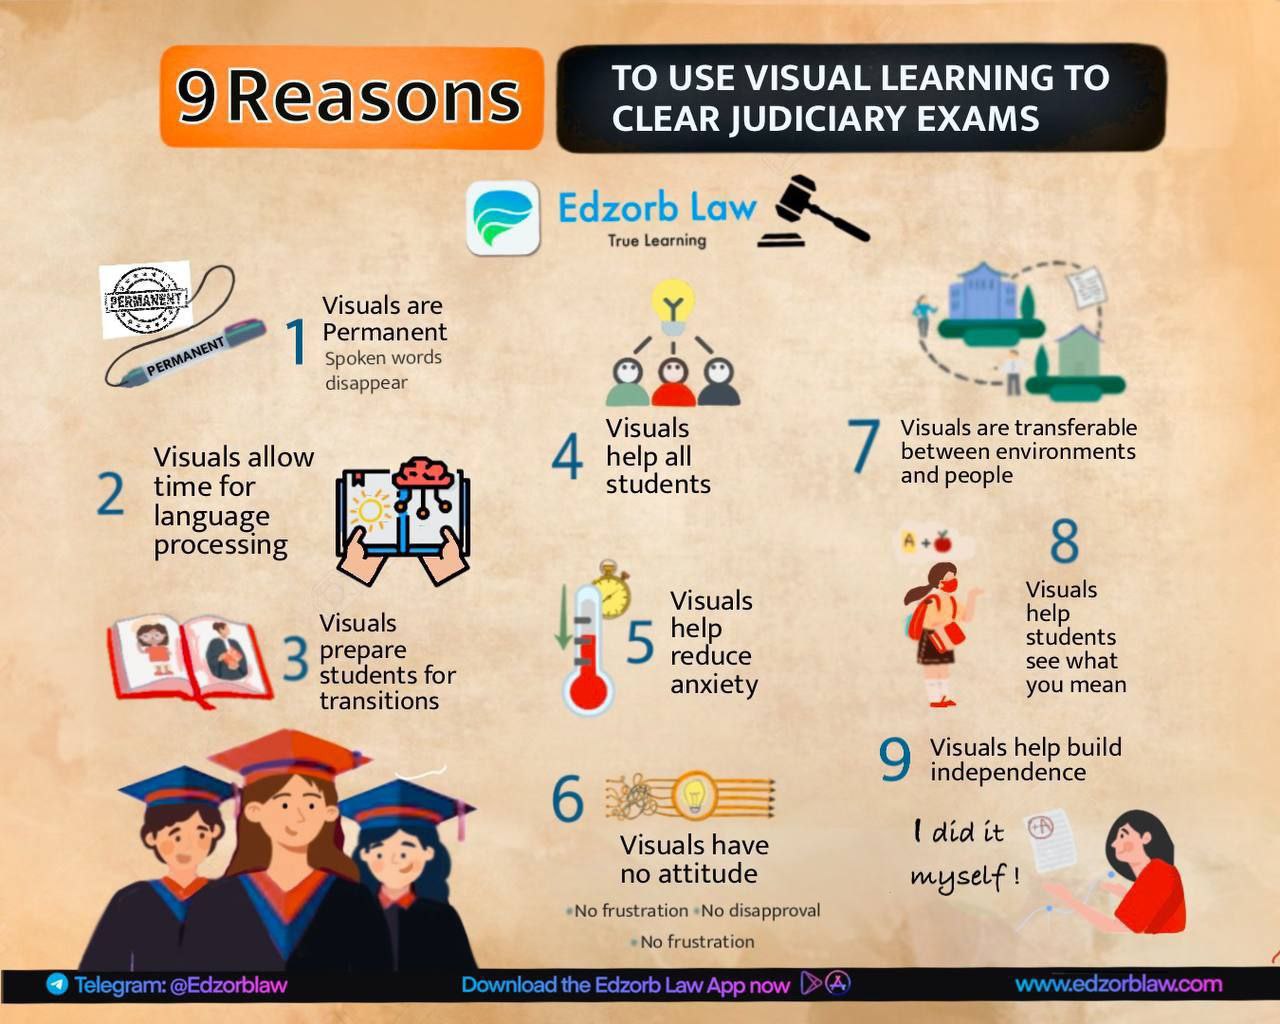 9 Reasons
TO USE VISUAL LEARNING TO
CLEAR JUDICIARY EXAMS
Edzorb Law
True Learning
PERMANENT
PERMANENT
1
Visuals are
Permanent
Spoken words
disappear
2
Visuals allow
time for
language
processing
3
Visuals
prepare
students for
transitions
4
Visuals
help all
students
5
Visuals
help
reduce
anxiety
6
Visuals have
no attitude
•No frustration •No disapproval
•No frustration
7
Visuals are transferable
between environments
and people
A +
8
Visuals
help
students
see what
you mean
9
Visuals help build
independence
I did it
myself !
+A
Telegram: @Edzorblaw
Download the Edzorb Law App now
www.edzorblaw.com